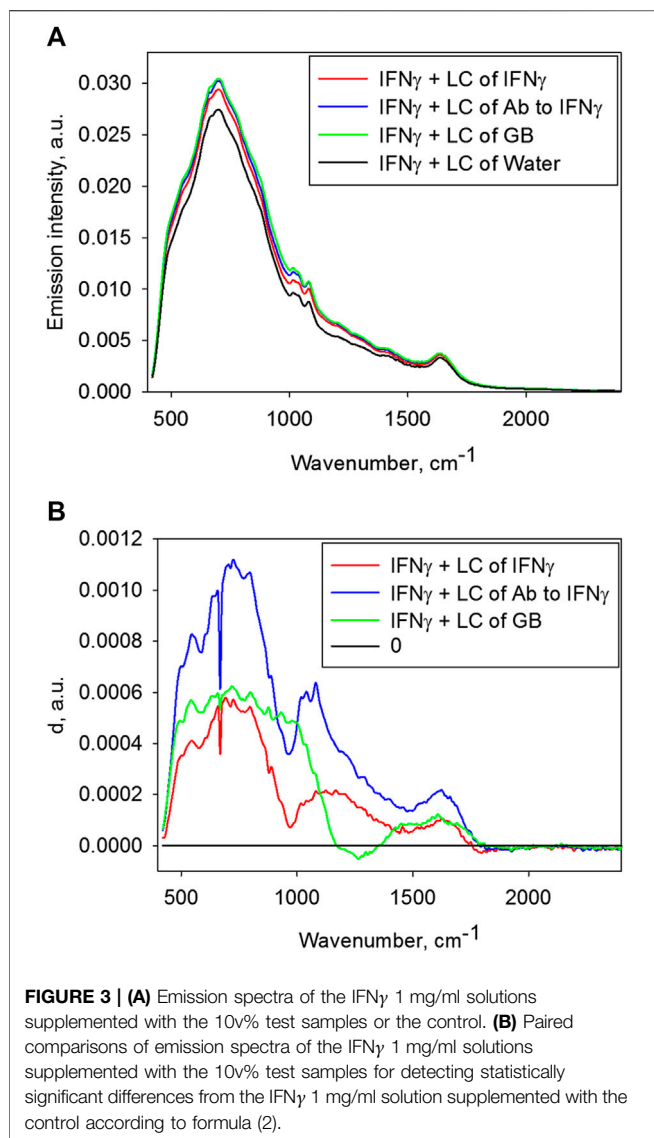 A
Emission intensity, a.u.
0.030
0.025
0.020
0.015
0.010
0.005
0.000
IFNγ + LC of IFNγ
IFNγ + LC of Ab to IFNγ
IFNγ + LC of GB
IFNγ + LC of Water
500 1000 1500 2000
Wavenumber, cm⁻¹
B
d, a.u.
0.0012
0.0010
0.0008
0.0006
0.0004
0.0002
0.0000
IFNγ + LC of IFNγ
IFNγ + LC of Ab to IFNγ
IFNγ + LC of GB
0
500 1000 1500 2000
Wavenumber, cm⁻¹
FIGURE 3 | (A) Emission spectra of the IFNγ 1 mg/ml solutions
supplemented with the 10v% test samples or the control. (B) Paired
comparisons of emission spectra of the IFNγ 1 mg/ml solutions
supplemented with the 10v% test samples for detecting statistically
significant differences from the IFNγ 1 mg/ml solution supplemented with the
control according to formula (2).